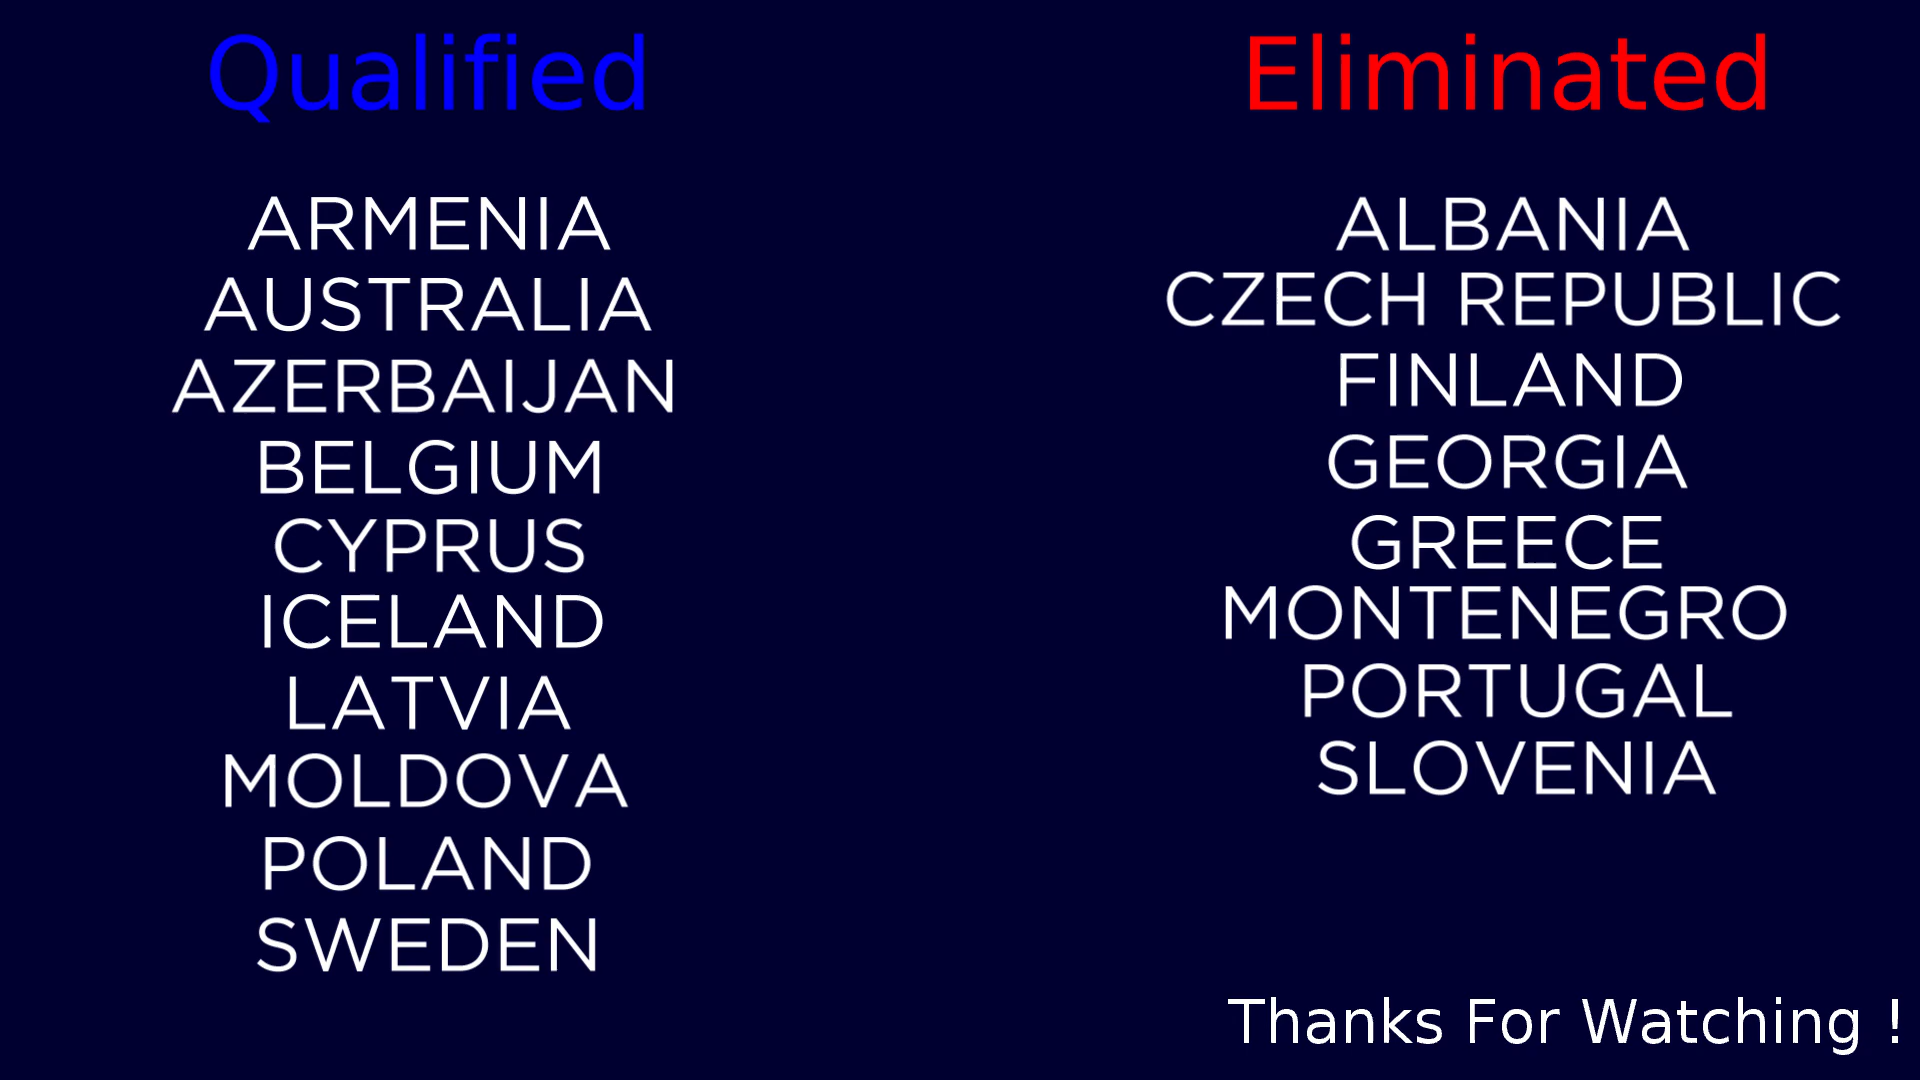 Qualified
ARMENIA
AUSTRALIA
AZERBAIJAN
BELGIUM
CYPRUS
ICELAND
LATVIA
MOLDOVA
POLAND
SWEDEN
Eliminated
ALBANIA
CZECH REPUBLIC
FINLAND
GEORGIA
GREECE
MONTENEGRO
PORTUGAL
SLOVENIA
Thanks For Watching !